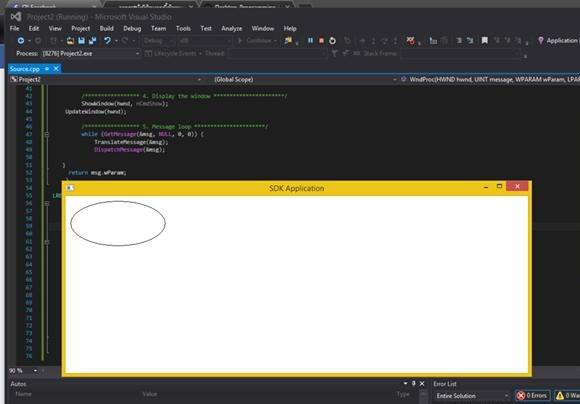 Project2 (Running) - Microsoft Visual Studio
File Edit View Project Build Debug Team Tools Test Analyze Window Help
Debug x86 Continue Application
Process: [8276] Project2.exe Lifecycle Events Thread: Stack Frame:
Source.cpp
Project2 (Global Scope) WndProc(HWND hwnd, UINT message, WPARAM wParam, LPAR
41
42 /**************** 4. Display the window *********************/
43 ShowWindow(hwnd, nCmdShow);
44 UpdateWindow(hwnd);
45
46 /**************** 5. Message loop *********************/
47 while (GetMessage(&msg, NULL, 0, 0)) {
48 TranslateMessage(&msg);
49 DispatchMessage(&msg);
50
51 }
52 return msg.wParam;
53 }
SDK Application
55 LRE
56
57
58
59
60
61
62
63
64
65
66
67
68
69
70
71
72
73
74
75
76
90 %
Autos Error List
Name Value Type Entire Solution 0 Errors 0 Wa